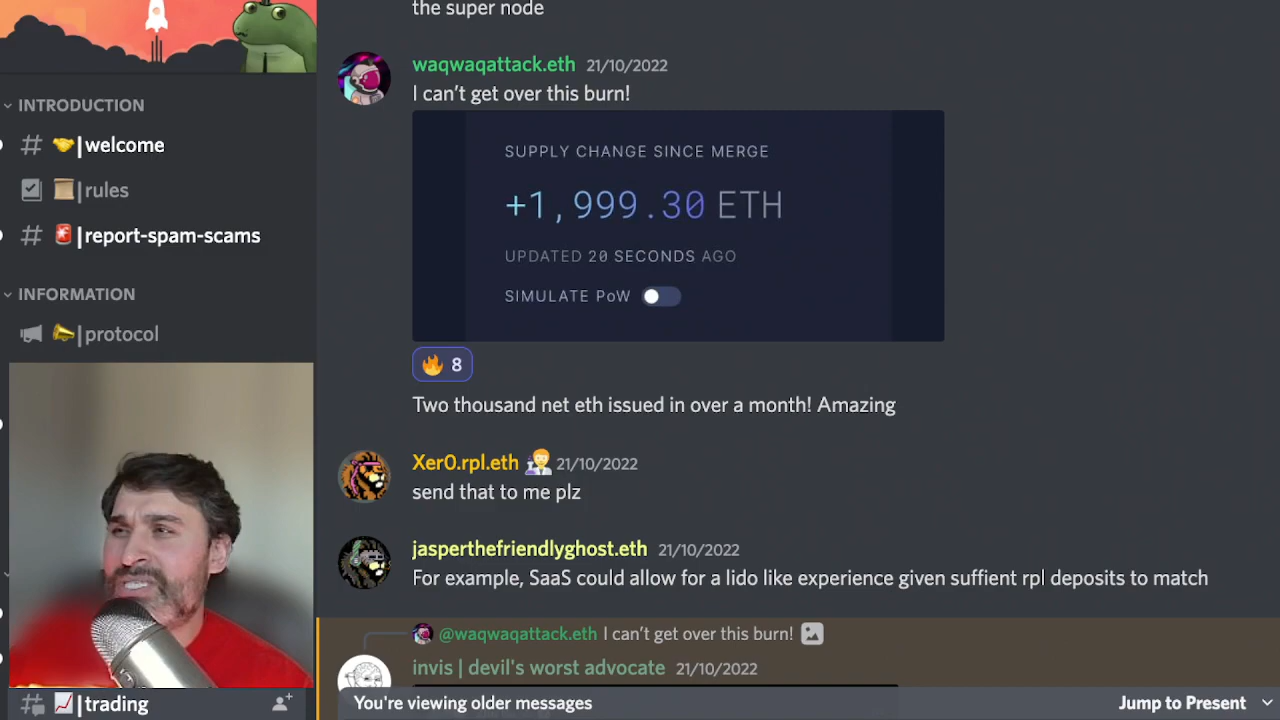 the super node
INTRODUCTION
welcome
rules
report-spam-scams
INFORMATION
protocol
trading
waqwaqattack.eth 21/10/2022
I can't get over this burn!
SUPPLY CHANGE SINCE MERGE
+1,999.30 ETH
UPDATED 20 SECONDS AGO
SIMULATE PoW
8
Two thousand net eth issued in over a month! Amazing
Xer0.rpl.eth 21/10/2022
send that to me plz
jasperthefriendlyghost.eth 21/10/2022
For example, SaaS could allow for a lido like experience given suffient rpl deposits to match
@waqwaqattack.eth I can't get over this burn!
invis | devil's worst advocate 21/10/2022
You're viewing older messages Jump to Present